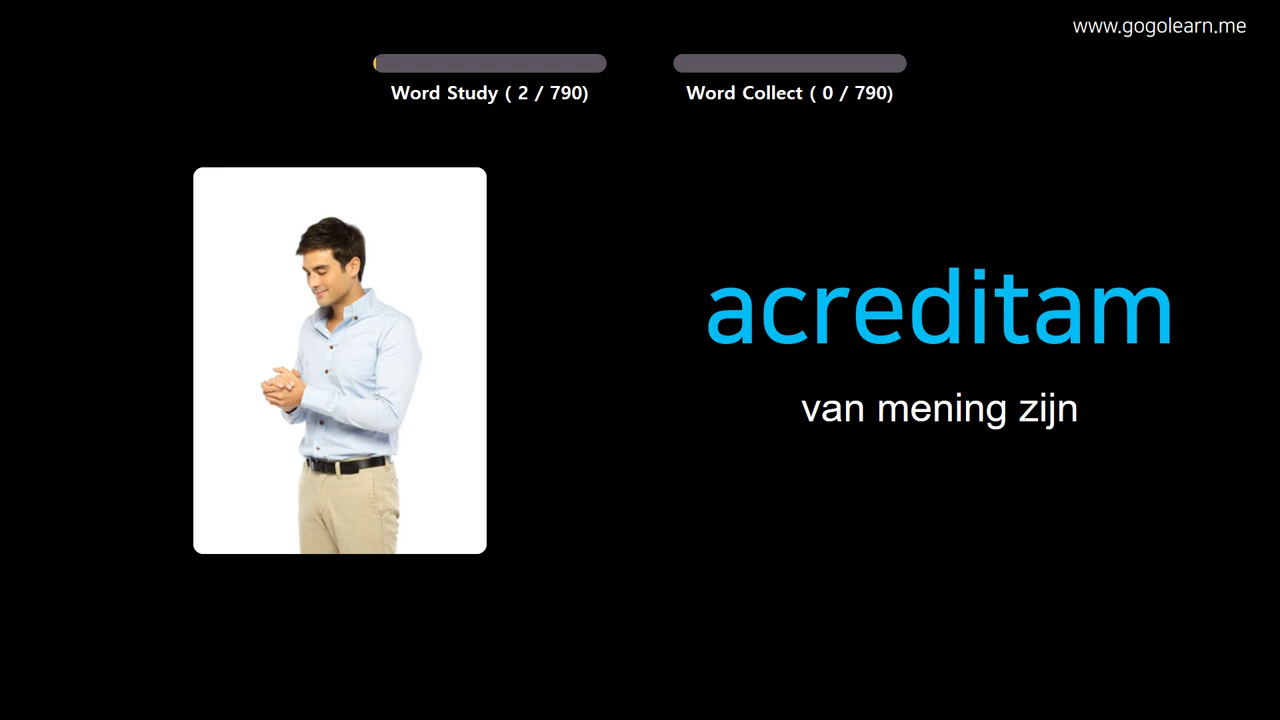 www.gogolearn.me
Word Study ( 2 / 790)
Word Collect ( 0 / 790)
acreditam
van mening zijn